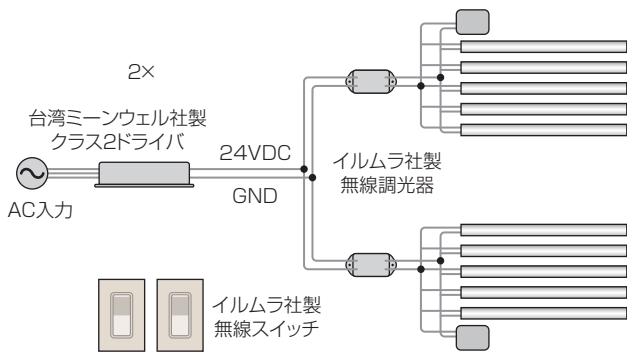 2×
台湾ミーンウェル社製
クラス2ドライバ
24VDC
GND
AC入力
イルムラ社製
無線調光器
イルムラ社製
無線スイッチ